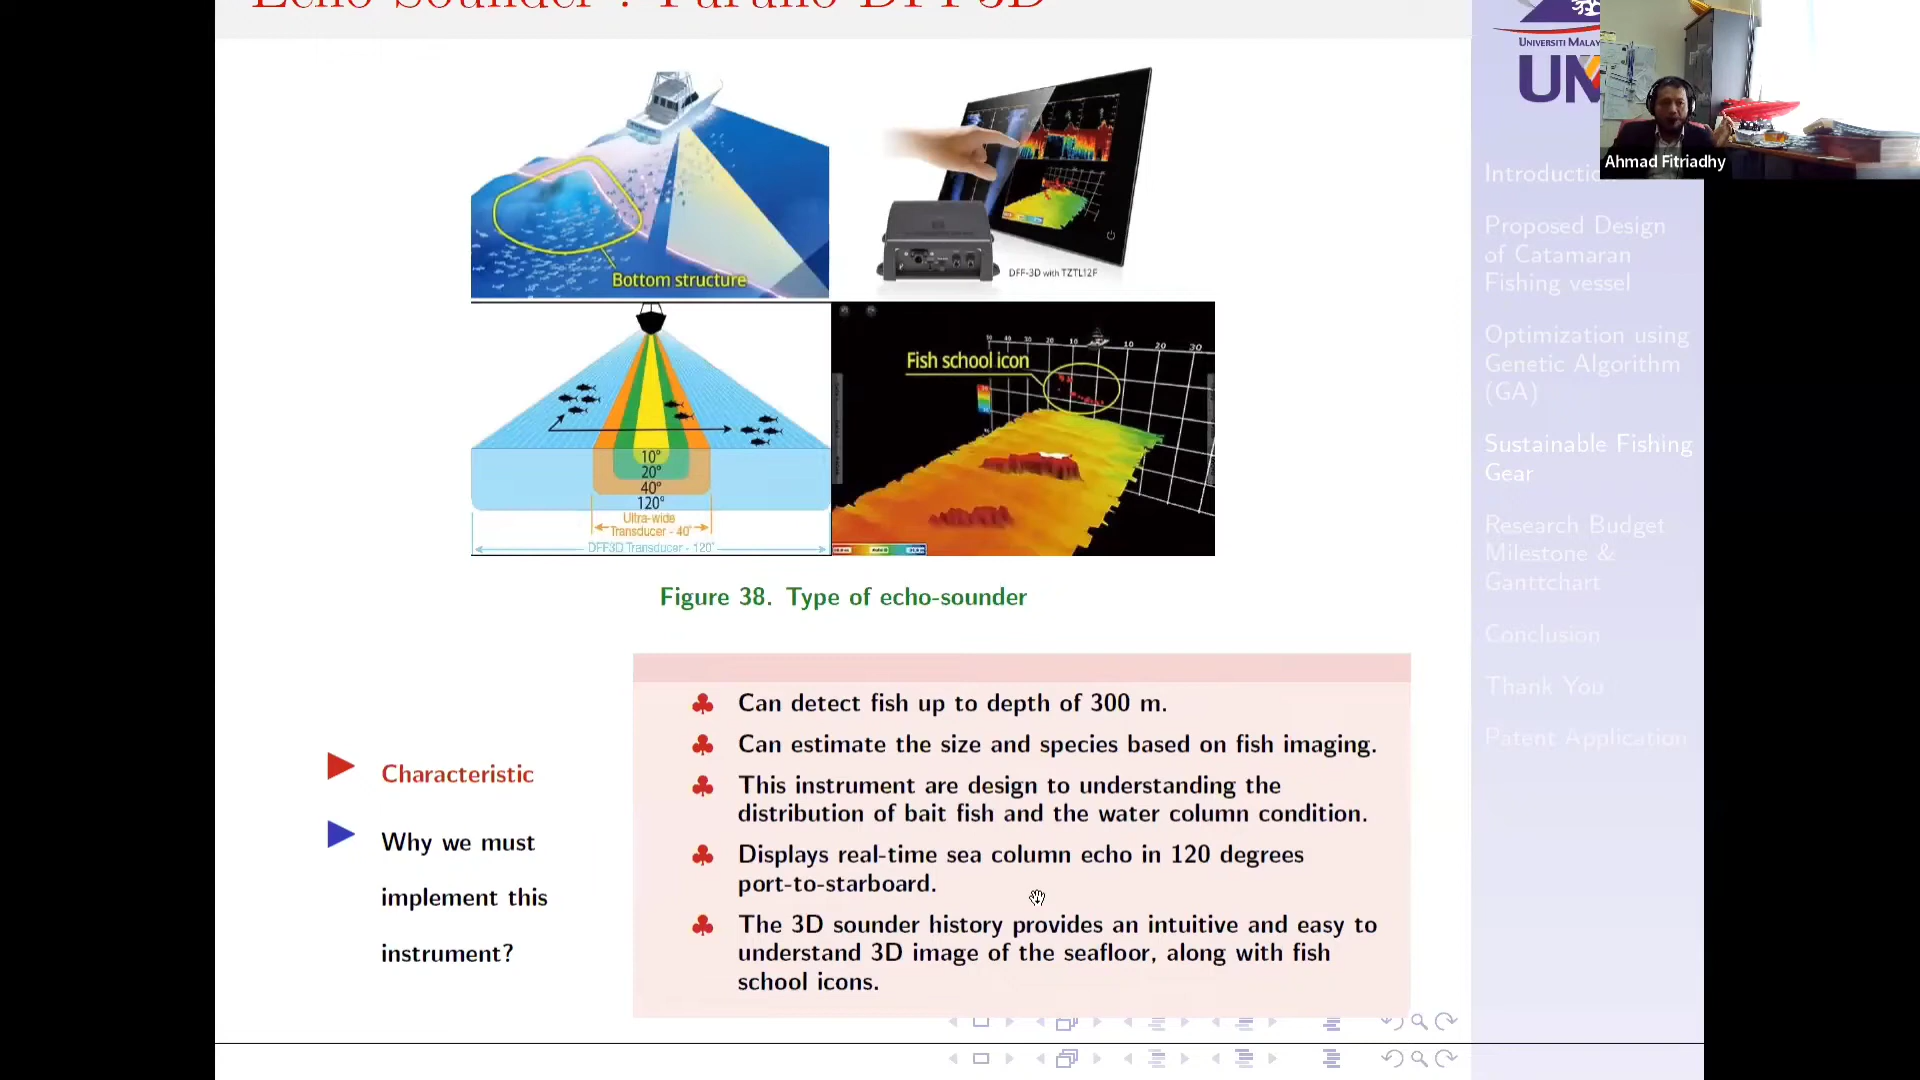 Echo Sounder : Furuno DFF3D
UNIVERSITI MALAY
UM
Ahmad Fitriadhy
Bottom structure
DFF-3D with TZTL12F
Fish school icon
10 10 20 30
10°
20°
40°
120°
Ultra-wide
Transducer - 40°
DFF3D Transducer - 120°
Figure 38. Type of echo-sounder
Characteristic
Why we must
implement this
instrument?
Can detect fish up to depth of 300 m.
Can estimate the size and species based on fish imaging.
This instrument are design to understanding the
distribution of bait fish and the water column condition.
Displays real-time sea column echo in 120 degrees
port-to-starboard.
The 3D sounder history provides an intuitive and easy to
understand 3D image of the seafloor, along with fish
school icons.
Introductio
Proposed Design
of Catamaran
Fishing vessel
Optimization using
Genetic Algorithm
(GA)
Sustainable Fishing
Gear
Research Budget
Milestone &
Ganttchart
Conclusion
Thank You
Patent Application